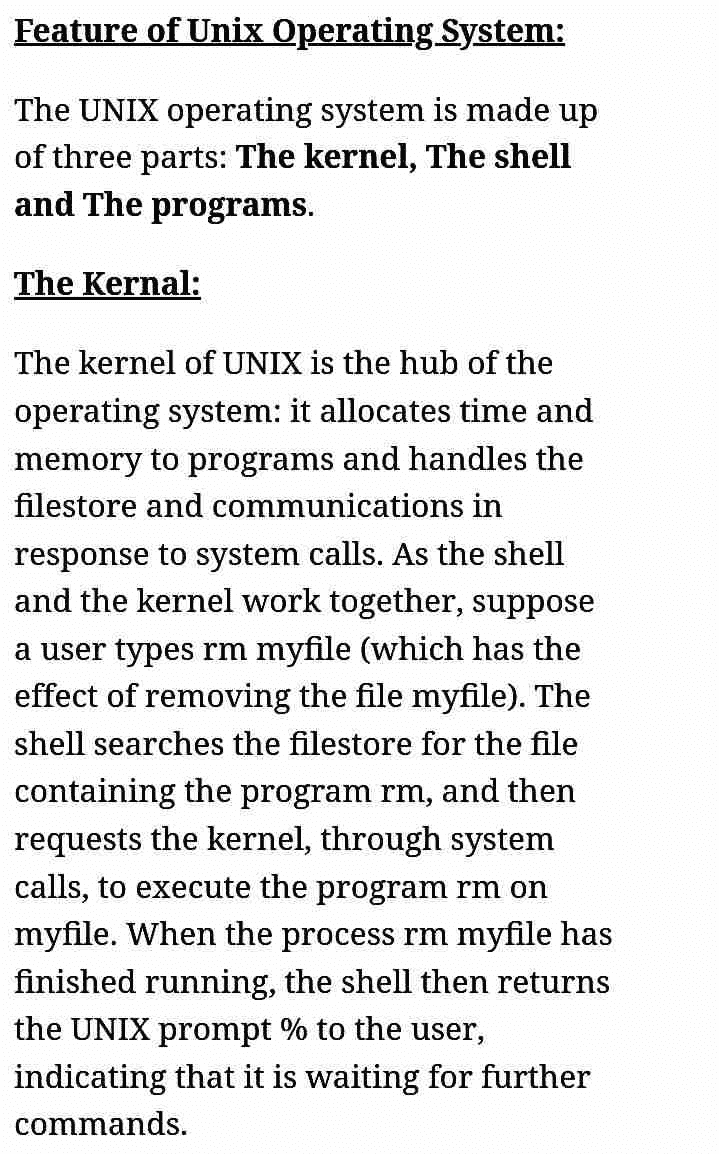 Feature of Unix Operating System:
The UNIX operating system is made up
of three parts: The kernel, The shell
and The programs.
The Kernal:
The kernel of UNIX is the hub of the
operating system: it allocates time and
memory to programs and handles the
filestore and communications in
response to system calls. As the shell
and the kernel work together, suppose
a user types rm myfile (which has the
effect of removing the file myfile). The
shell searches the filestore for the file
containing the program rm, and then
requests the kernel, through system
calls, to execute the program rm on
myfile. When the process rm myfile has
finished running, the shell then returns
the UNIX prompt % to the user,
indicating that it is waiting for further
commands.